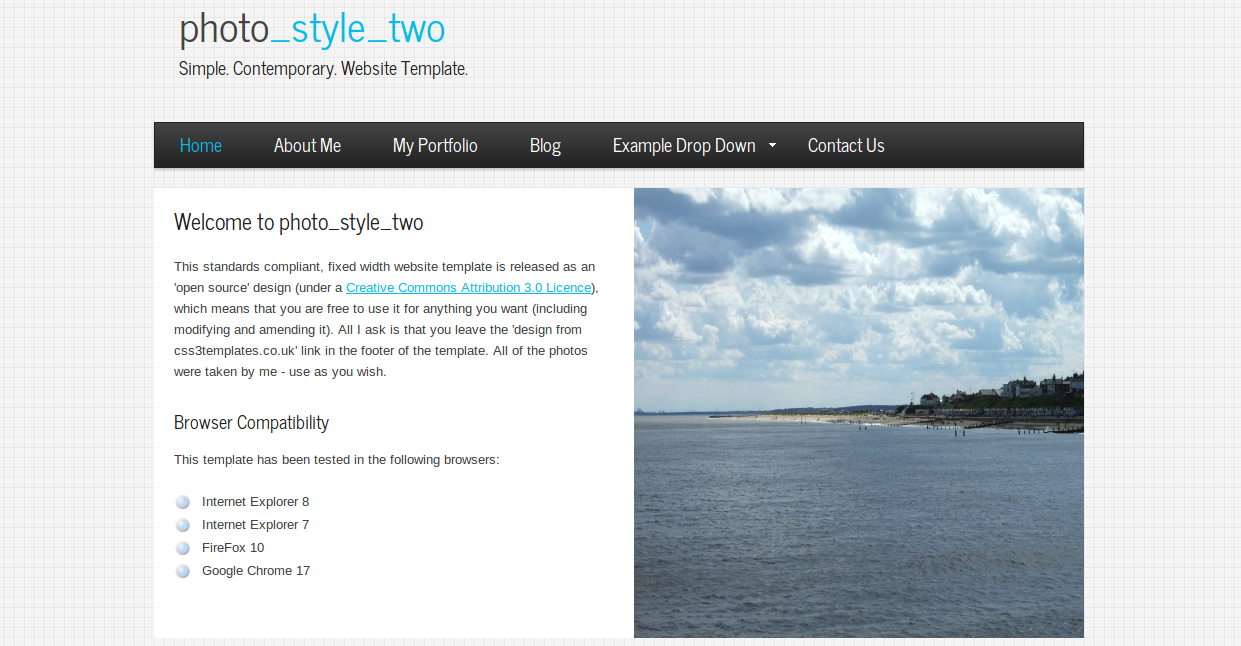 photo_style_two
Simple. Contemporary. Website Template.
Home About Me My Portfolio Blog Example Drop Down Contact Us
Welcome to photo_style_two
This standards compliant, fixed width website template is released as an
'open source' design (under a Creative Commons Attribution 3.0 Licence),
which means that you are free to use it for anything you want (including
modifying and amending it). All I ask is that you leave the 'design from
css3templates.co.uk' link in the footer of the template. All of the photos
were taken by me - use as you wish.
Browser Compatibility
This template has been tested in the following browsers:
Internet Explorer 8
Internet Explorer 7
FireFox 10
Google Chrome 17